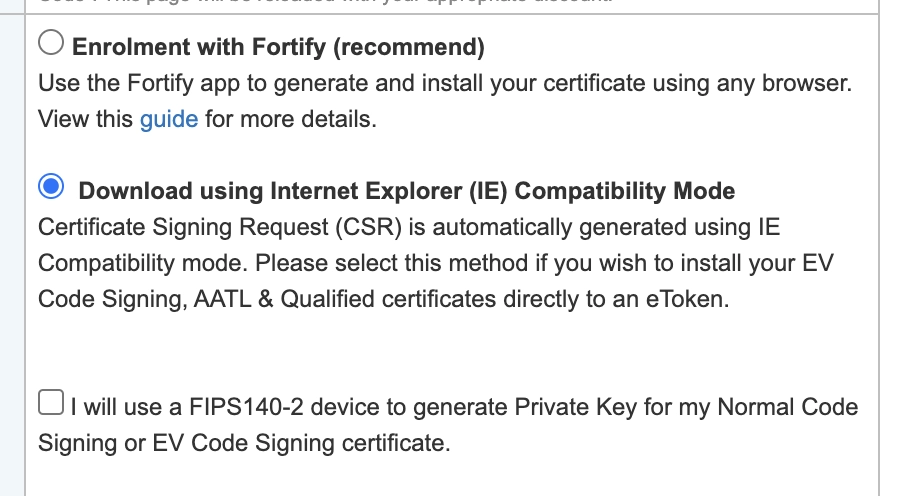 Enrolment with Fortify (recommend)
Use the Fortify app to generate and install your certificate using any browser.
View this guide for more details.
Download using Internet Explorer (IE) Compatibility Mode
Certificate Signing Request (CSR) is automatically generated using IE
Compatibility mode. Please select this method if you wish to install your EV
Code Signing, AATL & Qualified certificates directly to an eToken.
I will use a FIPS140-2 device to generate Private Key for my Normal Code
Signing or EV Code Signing certificate.